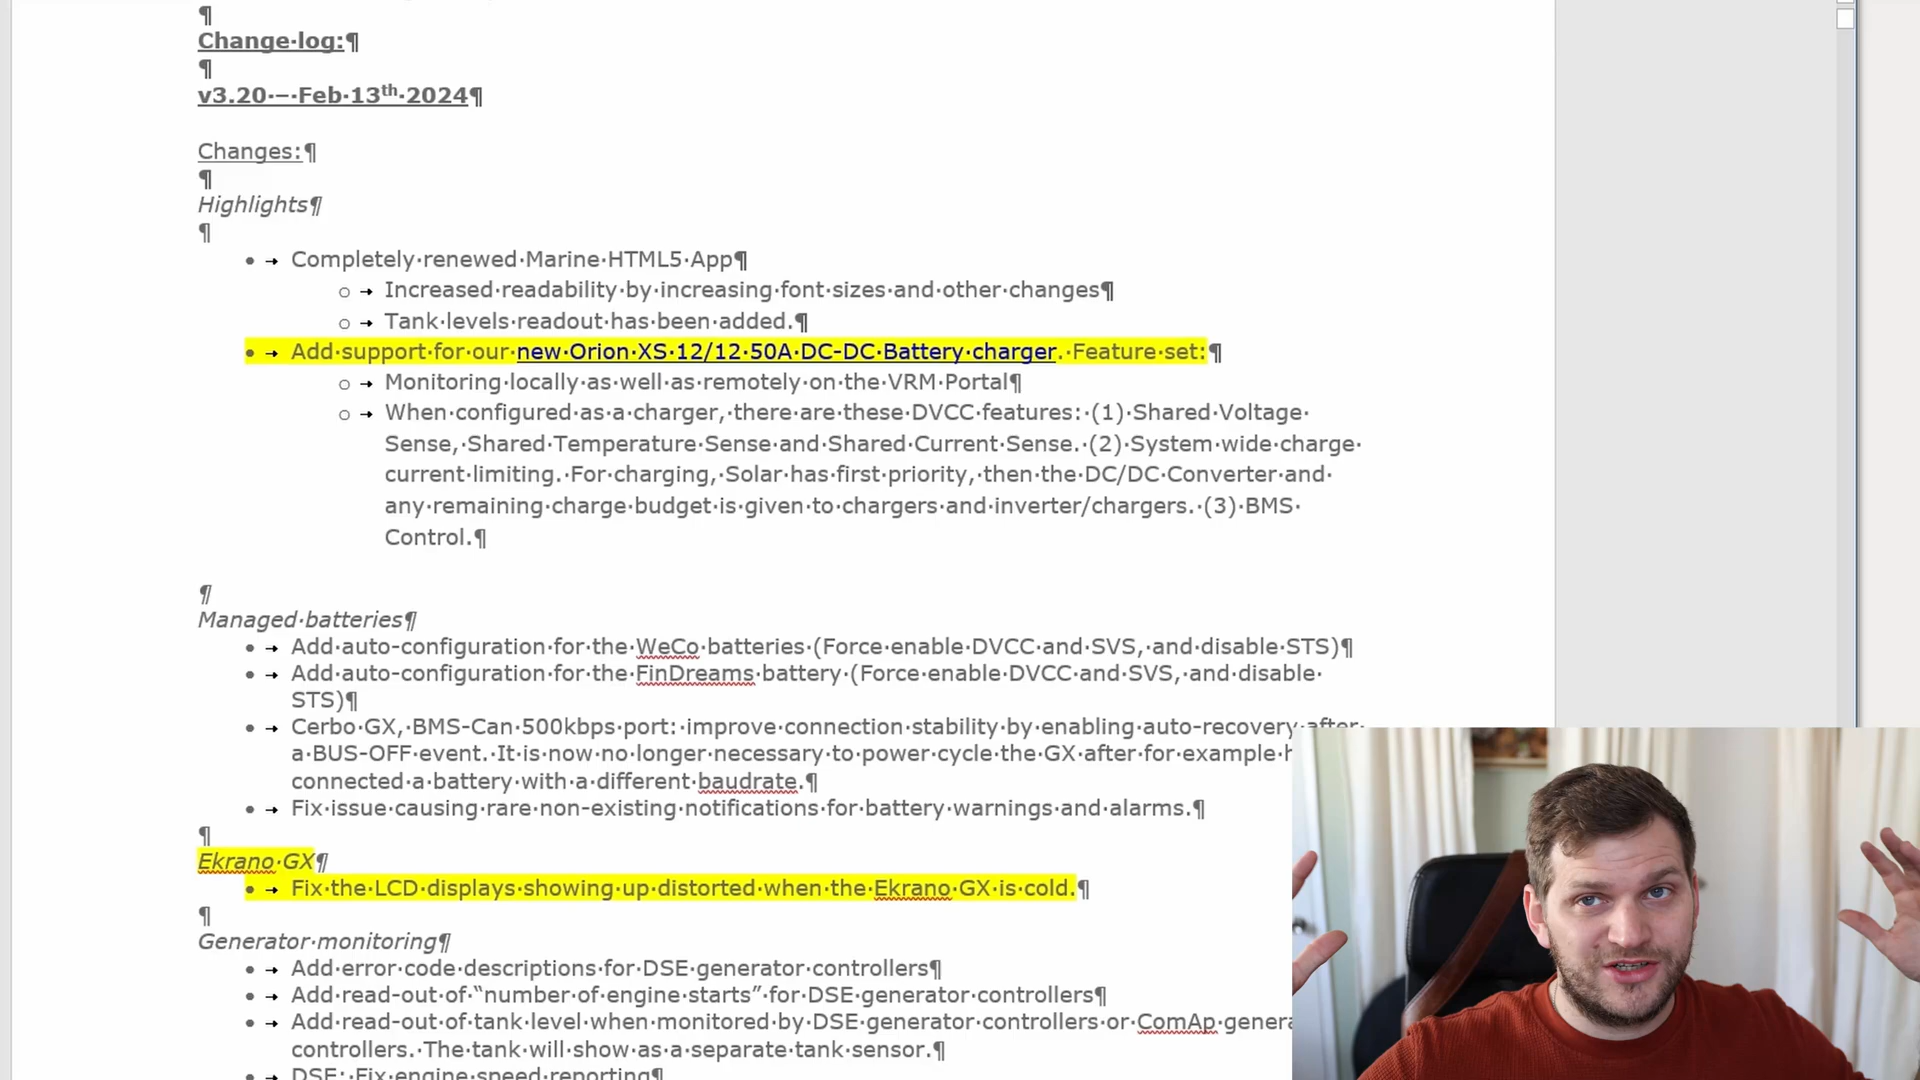 Change log:
v3.20 – Feb 13th 2024
Changes:
Highlights
Completely renewed Marine HTML5 App
Increased readability by increasing font sizes and other changes
Tank levels readout has been added.
Add support for our new Orion XS 12/12 50A DC-DC Battery charger. Feature set:
Monitoring locally as well as remotely on the VRM Portal
When configured as a charger, there are these DVCC features: (1) Shared Voltage
Sense, Shared Temperature Sense and Shared Current Sense. (2) System wide charge
current limiting. For charging, Solar has first priority, then the DC/DC Converter and
any remaining charge budget is given to chargers and inverter/chargers. (3) BMS
Control.
Managed batteries
Add auto-configuration for the WeCo batteries (Force enable DVCC and SVS, and disable STS)
Add auto-configuration for the FinDreams battery (Force enable DVCC and SVS, and disable
STS)
Cerbo GX, BMS-Can 500kbps port: improve connection stability by enabling auto-recovery after
a BUS-OFF event. It is now no longer necessary to power cycle the GX after for example
connected a battery with a different baudrate.
Fix issue causing rare non-existing notifications for battery warnings and alarms.
Ekrano GX
Fix the LCD displays showing up distorted when the Ekrano GX is cold.
Generator monitoring
Add error code descriptions for DSE generator controllers
Add read-out of “number of engine starts” for DSE generator controllers
Add read-out of tank level when monitored by DSE generator controllers or ComAp
controllers. The tank will show as a separate tank sensor.
DSE: Fix engine speed reporting